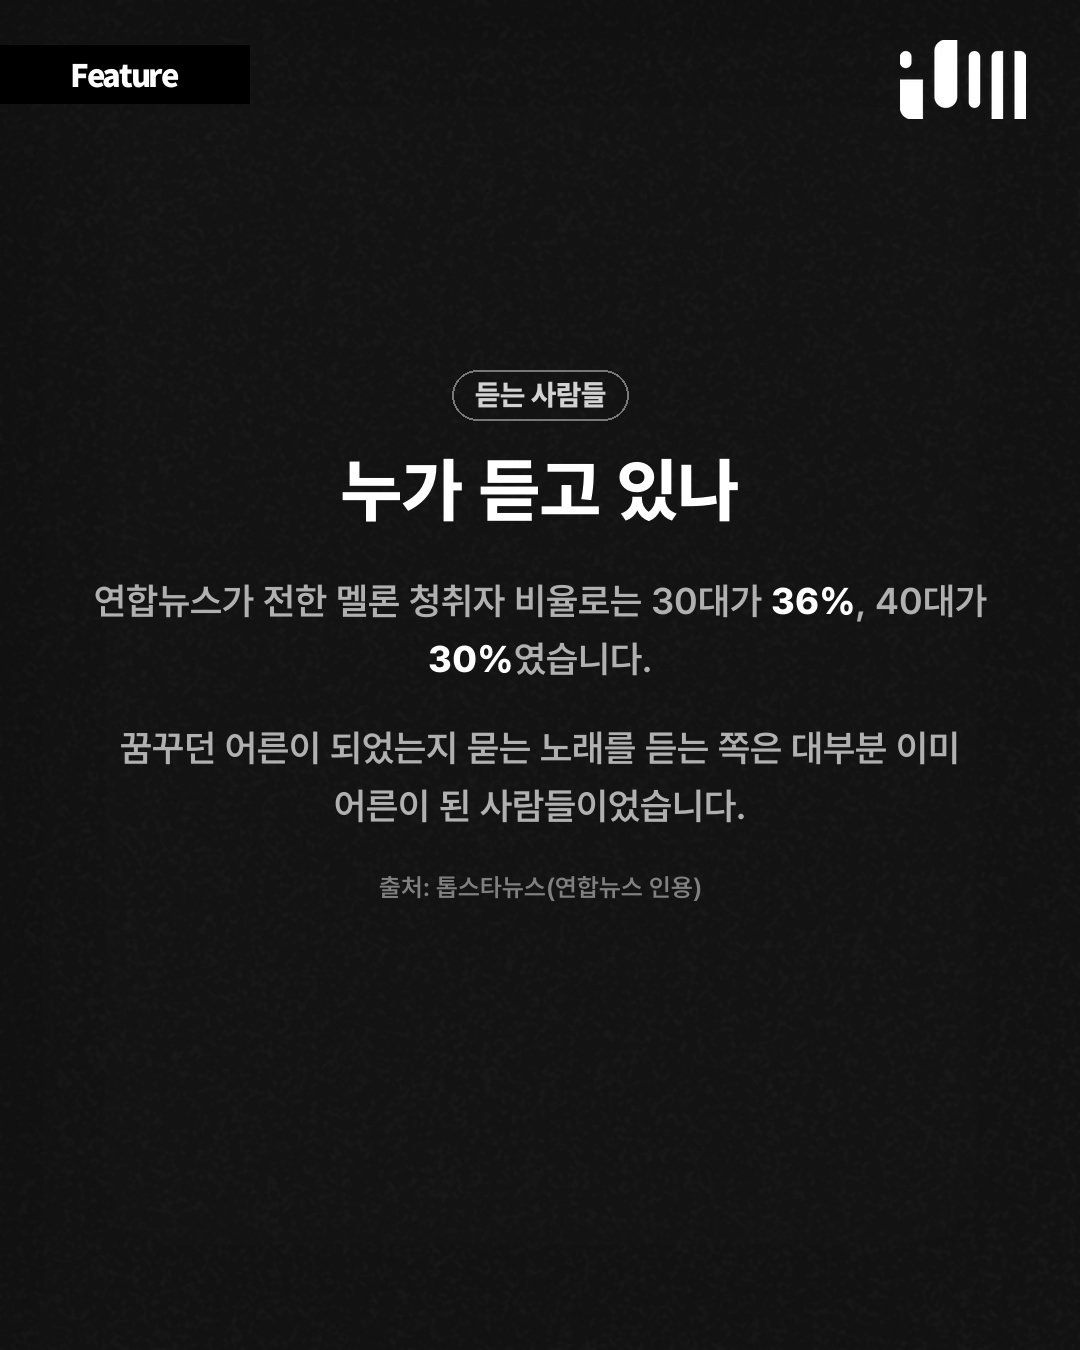 Feature
듣는 사람들
누가 듣고 있나
연합뉴스가 전한 멜론 청취자 비율로는 30대가 36%, 40대가
30%였습니다.
꿈꾸던 어른이 되었는지 묻는 노래를 듣는 쪽은 대부분 이미
어른이 된 사람들이었습니다.
출처: 톱스타뉴스(연합뉴스 인용)